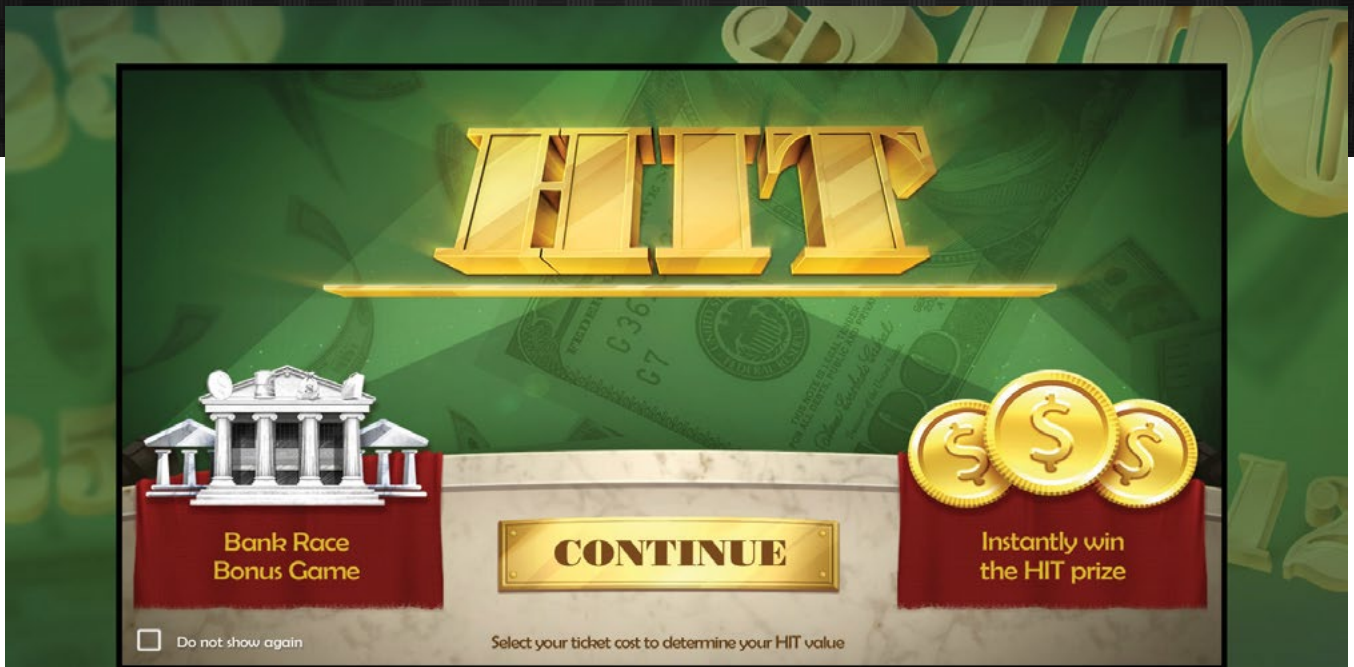 HIT
Bank Race
Bonus Game
CONTINUE
Instantly win
the HIT prize
Do not show again
Select your ticket cost to determine your HIT value